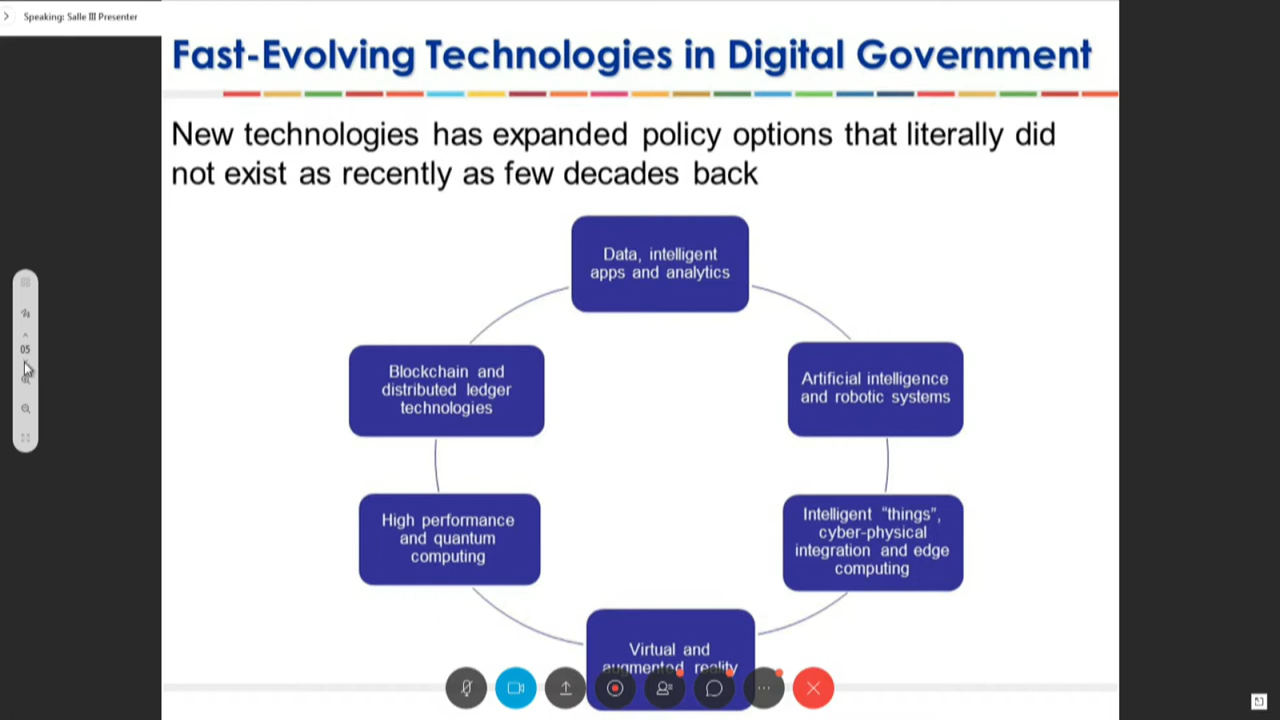 Speaking: Salle III Presenter
Fast-Evolving Technologies in Digital Government
New technologies has expanded policy options that literally did
not exist as recently as few decades back
Data, intelligent
apps and analytics
Artificial intelligence
and robotic systems
Intelligent “things”,
cyber-physical
integration and edge
computing
Virtual and
augmented reality
High performance
and quantum
computing
Blockchain and
distributed ledger
technologies
05